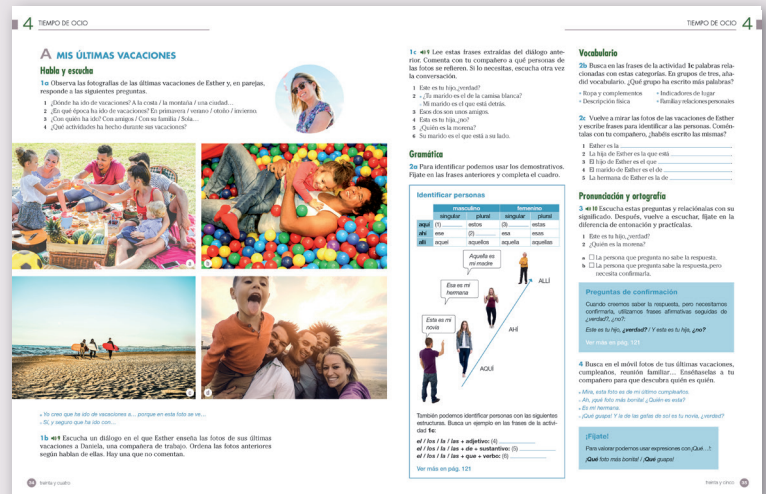 4 TIEMPO DE OCIO
A MIS ÚLTIMAS VACACIONES
Habla y escucha
1a Observa las fotografías de las últimas vacaciones de Esther y, en parejas,
responde a las siguientes preguntas.
1 ¿Dónde ha ido de vacaciones? A la costa / la montaña / una ciudad…
2 ¿En qué época ha ido de vacaciones? En primavera / verano / otoño / invierno.
3 ¿Con quién ha ido? Con amigos / Con su familia / Sola…
4 ¿Qué actividades ha hecho durante sus vacaciones?
a
b
c
d
Yo creo que ha ido de vacaciones a… porque en esta foto se ve…
Sí, y seguro que ha ido con…
1b 9 Escucha un diálogo en el que Esther enseña las fotos de sus últimas
vacaciones a Daniela, una compañera de trabajo. Ordena las fotos anteriores
según hablan de ellas. Hay una que no comentan.
treinta y cuatro
TIEMPO DE OCIO 4
1c 9 Lee estas frases extraídas del diálogo ante-
rior. Comenta con tu compañero a qué personas de
las fotos se refieren. Si lo necesitas, escucha otra vez
la conversación.
1 Este es tu hijo, ¿verdad?
2 - ¿Tu marido es el de la camisa blanca?
- Mi marido es el que está detrás.
3 Esos dos son unos amigos.
4 Esta es tu hija, ¿no?
5 ¿Quién es la morena?
6 Su marido es el que está a su lado.
Gramática
2a Para identificar podemos usar los demostrativos.
Fíjate en las frases anteriores y completa el cuadro.
Identificar personas
masculino femenino
singular plural singular plural
aquí (1) estos (3) estas
ahí ese (2) esa esas
allí aquel aquellos aquella aquellas
Aquella es
mi madre
ALLÍ
Esa es mi
hermana
AHÍ
Esta es mi
novia
AQUÍ
También podemos identificar personas con las siguientes
estructuras. Busca un ejemplo en las frases de la activi-
dad 1c:
el / los / la / las + adjetivo: (4)
el / los / la / las + de + sustantivo: (5)
el / los / la / las + que + verbo: (6)
Ver más en pág. 121
Vocabulario
2b Busca en las frases de la actividad 1c palabras rela-
cionadas con estas categorías. En grupos de tres, aña-
did vocabulario. ¿Qué grupo ha escrito más palabras?
• Ropa y complementos • Indicadores de lugar
• Descripción física • Familia y relaciones personales
2c Vuelve a mirar las fotos de las vacaciones de Esther
y escribe frases para identificar a las personas. Comén-
talas con tu compañero, ¿habéis escrito las mismas?
1 Esther es la
2 La hija de Esther es la que está
3 El hijo de Esther es el que
4 El marido de Esther es el de
5 La hermana de Esther es la de
Pronunciación y ortografía
3 10 Escucha estas preguntas y relaciónalas con su
significado. Después, vuelve a escuchar, fíjate en la
diferencia de entonación y practícalas.
1 Este es tu hijo, ¿verdad?
2 ¿Quién es la morena?
a La persona que pregunta no sabe la respuesta.
b La persona que pregunta sabe la respuesta, pero
necesita confirmarla.
Preguntas de confirmación
Cuando creemos saber la respuesta, pero necesitamos
confirmarla, utilizamos frases afirmativas seguidas de
¿verdad?, ¿no?:
Este es tu hijo, ¿verdad? / Y esta es tu hija, ¿no?
Ver más en pág. 121
4 Busca en el móvil fotos de tus últimas vacaciones,
cumpleaños, reunión familiar… Enséñaselas a tu
compañero para que descubra quién es quién.
Mira, esta foto es de mi último cumpleaños.
Ah, ¡qué foto más bonita! ¿Quién es esta?
Es mi hermana.
¡Qué guapa! Y la de las gafas de sol es tu novia, ¿verdad?
¡Fíjate!
Para valorar podemos usar expresiones con ¡Qué…!:
¡Qué foto más bonita! / ¡Qué guapa!
treinta y cinco